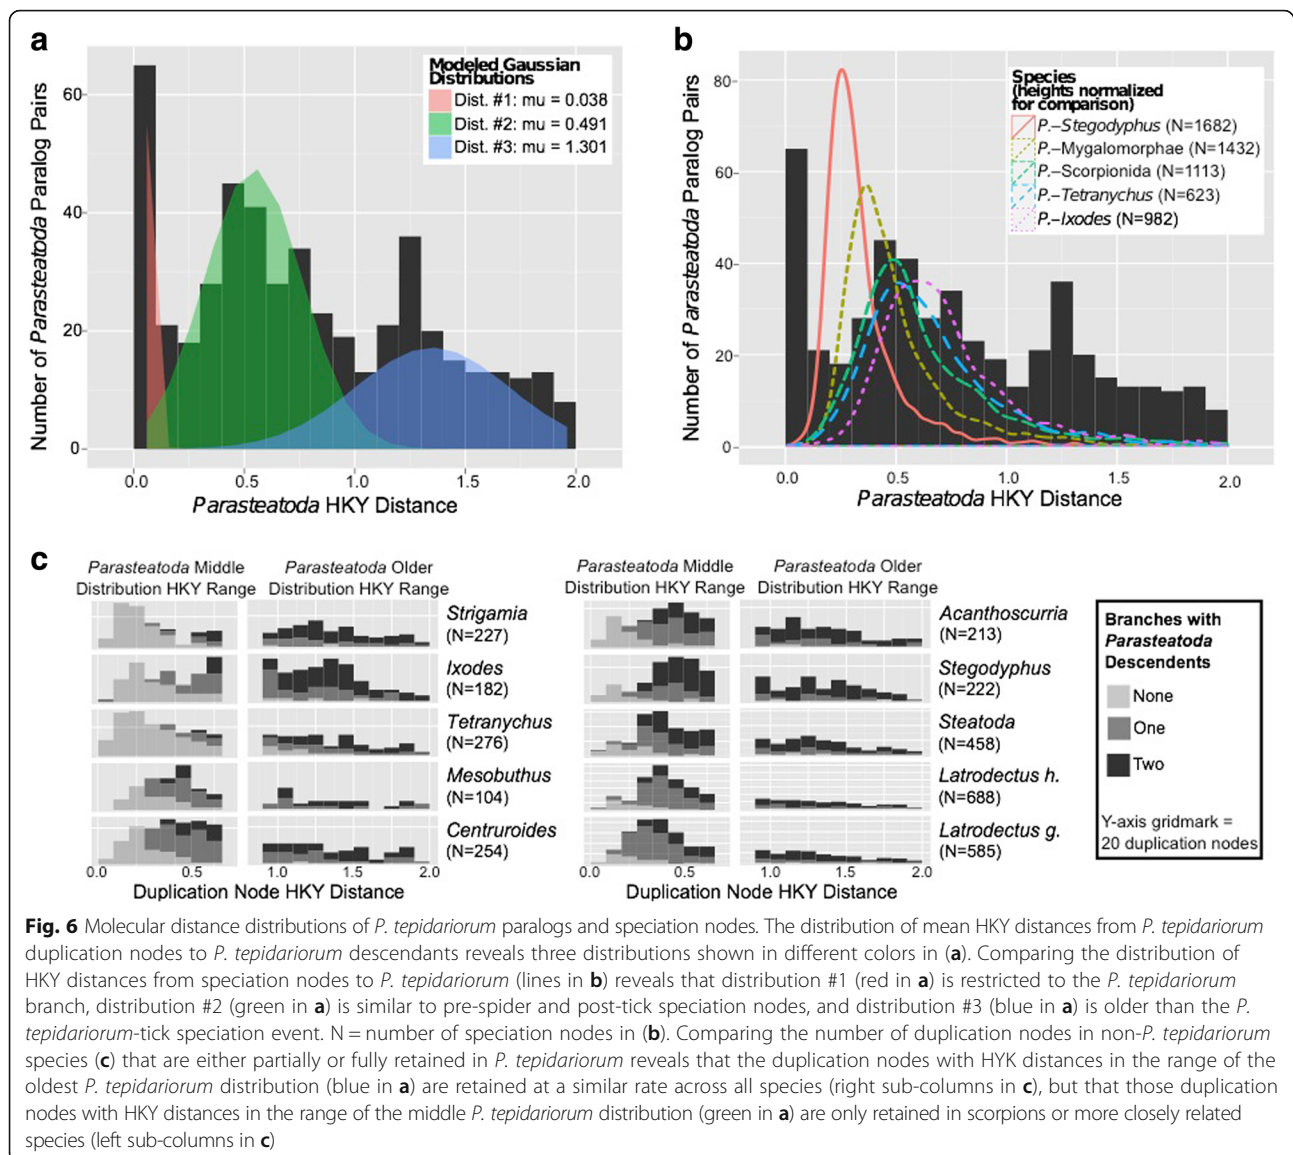 a
Number of Parasteatoda Paralog Pairs
60
40
20
0
0.0
0.5
1.0
1.5
2.0
Parasteatoda HKY Distance
Modeled Gaussian
Distributions
Dist. #1: mu = 0.038
Dist. #2: mu = 0.491
Dist. #3: mu = 1.301
b
Number of Parasteatoda Paralog Pairs
80
60
40
20
0
0.0
0.5
1.0
1.5
2.0
Parasteatoda HKY Distance
Species
(heights normalized
for comparison)
P.–Stegodyphus (N=1682)
P.–Mygalomorphae (N=1432)
P.–Scorpionida (N=1113)
P.–Tetranychus (N=623)
P.–Ixodes (N=982)
c
Parasteatoda Middle
Distribution HKY Range
Parasteatoda Older
Distribution HKY Range
Strigamia
(N=227)
Ixodes
(N=182)
Tetranychus
(N=276)
Mesobuthus
(N=104)
Centruroides
(N=254)
0.0
0.5
1.0
1.5
2.0
Duplication Node HKY Distance
Parasteatoda Middle
Distribution HKY Range
Parasteatoda Older
Distribution HKY Range
Acanthoscurria
(N=213)
Stegodyphus
(N=222)
Steatoda
(N=458)
Latrodectus h.
(N=688)
Latrodectus g.
(N=585)
0.0
0.5
1.0
1.5
2.0
Duplication Node HKY Distance
Branches with
Parasteatoda
Descendents
None
One
Two
Y-axis gridmark =
20 duplication nodes
Fig. 6 Molecular distance distributions of P. tepidariorum paralogs and speciation nodes. The distribution of mean HKY distances from P. tepidariorum
duplication nodes to P. tepidariorum descendants reveals three distributions shown in different colors in (a). Comparing the distribution of
HKY distances from speciation nodes to P. tepidariorum (lines in b) reveals that distribution #1 (red in a) is restricted to the P. tepidariorum
branch, distribution #2 (green in a) is similar to pre-spider and post-tick speciation nodes, and distribution #3 (blue in a) is older than the P.
tepidariorum-tick speciation event. N = number of speciation nodes in (b). Comparing the number of duplication nodes in non-P. tepidariorum
species (c) that are either partially or fully retained in P. tepidariorum reveals that the duplication nodes with HYK distances in the range of the
oldest P. tepidariorum distribution (blue in a) are retained at a similar rate across all species (right sub-columns in c), but that those duplication
nodes with HKY distances in the range of the middle P. tepidariorum distribution (green in a) are only retained in scorpions or more closely related
species (left sub-columns in c)